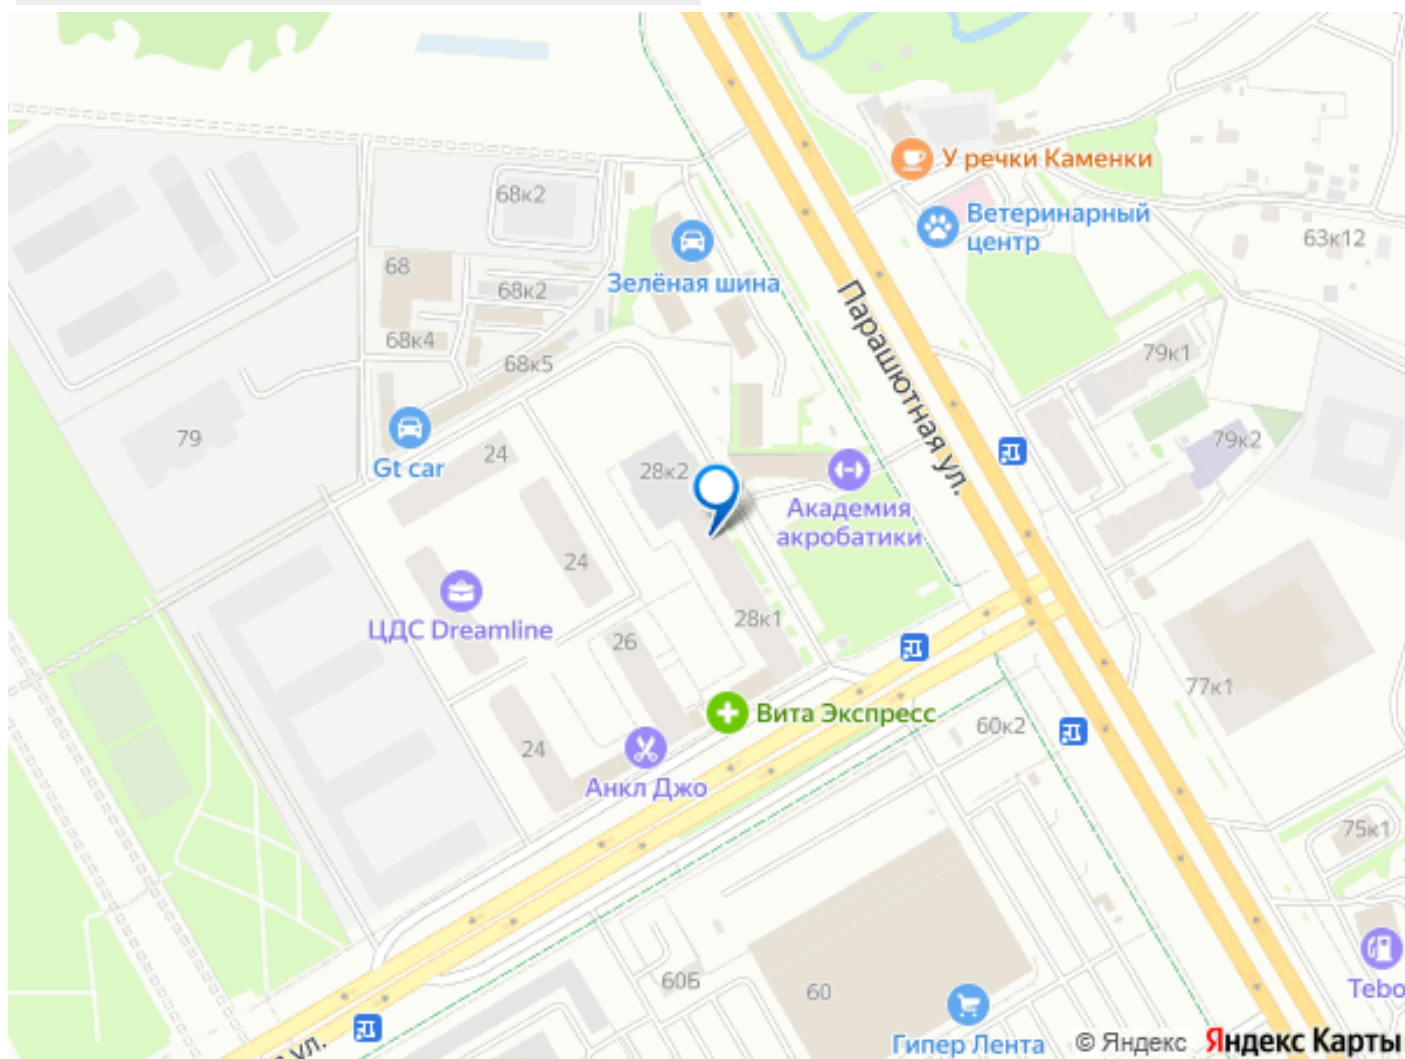 У речки Каменки
68к2
Ветеринарный
центр
63к12
68
Зелёная шина
68к2
68к4
79к1
68к5
Парашютная ул.
79
24
79к2
Gt car
28к2
Академия
акробатики
24
ЦДС Dreamline
28к1
26
77к1
Вита Экспресс
60к2
24
Анкл Джо
75к1
60Б
60
Tebo
ул.
Гипер Лента
© Яндекс Яндекс Карты